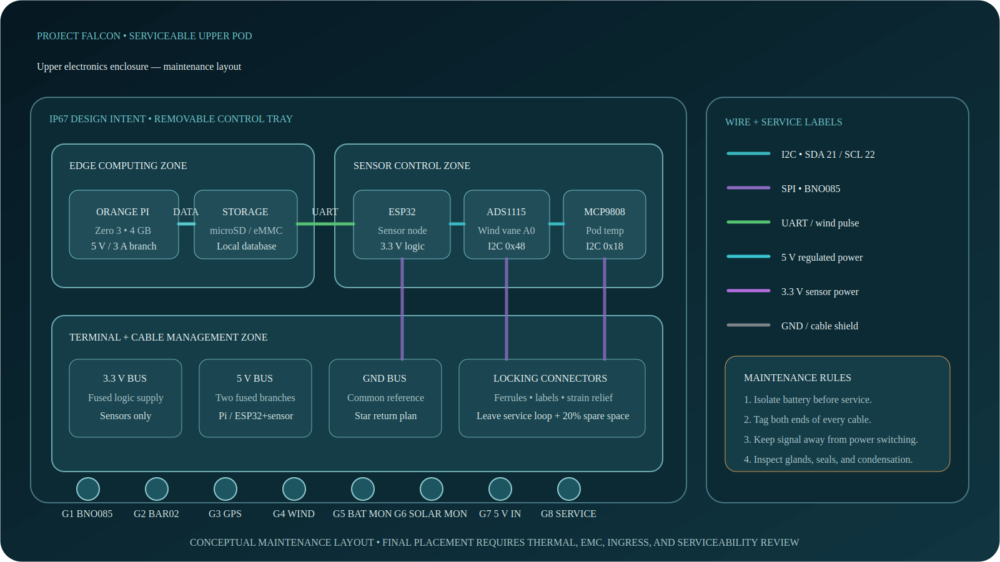 PROJECT FALCON • SERVICEABLE UPPER POD
Upper electronics enclosure — maintenance layout
IP67 DESIGN INTENT • REMOVABLE CONTROL TRAY
EDGE COMPUTING ZONE
ORANGE PI
Zero 3 • 4 GB
5 V / 3 A branch
DATA
STORAGE
microSD / eMMC
Local database
UART
SENSOR CONTROL ZONE
ESP32
Sensor node
3.3 V logic
ADS1115
Wind vane A0
I2C 0x48
MCP9808
Pod temp
I2C 0x18
TERMINAL + CABLE MANAGEMENT ZONE
3.3 V BUS
Fused logic supply
Sensors only
5 V BUS
Two fused branches
Pi / ESP32+sensor
GND BUS
Common reference
Star return plan
LOCKING CONNECTORS
Ferrules • labels • strain relief
Leave service loop + 20% spare space
G1 BNO085
G2 BAR02
G3 GPS
G4 WIND
G5 BAT MON
G6 SOLAR MON
G7 5 V IN
G8 SERVICE
WIRE + SERVICE LABELS
I2C • SDA 21 / SCL 22
SPI • BNO085
UART / wind pulse
5 V regulated power
3.3 V sensor power
GND / cable shield
MAINTENANCE RULES
1. Isolate battery before service.
2. Tag both ends of every cable.
3. Keep signal away from power switching.
4. Inspect glands, seals, and condensation.
CONCEPTUAL MAINTENANCE LAYOUT • FINAL PLACEMENT REQUIRES THERMAL, EMC, INGRESS, AND SERVICEABILITY REVIEW